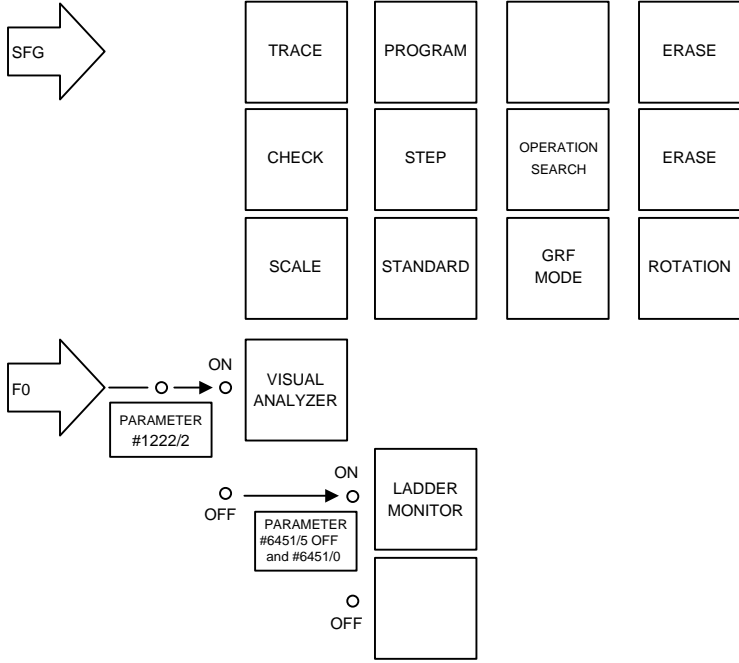 SFG
TRACE
PROGRAM
ERASE
CHECK
STEP
OPERATION
SEARCH
ERASE
SCALE
STANDARD
GRF
MODE
ROTATION
F0
ON
PARAMETER
#1222/2
VISUAL
ANALYZER
OFF
ON
PARAMETER
#6451/5 OFF
and #6451/0
LADDER
MONITOR
OFF